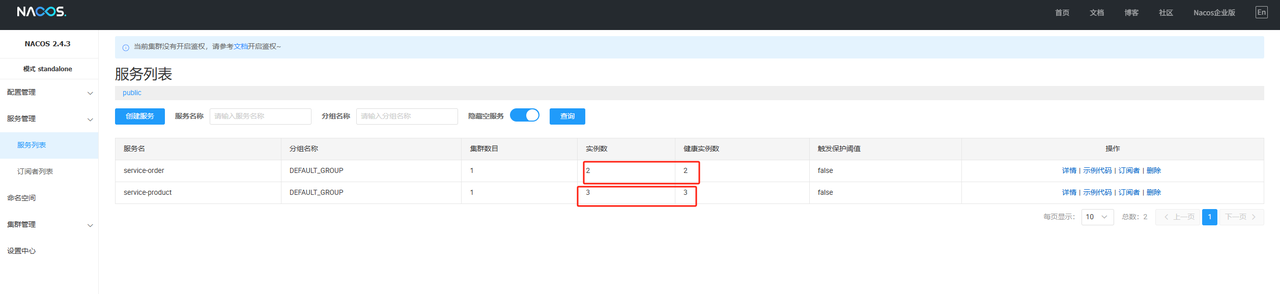 NACOS.
首页 文档 博客 社区 Nacos企业版 En
NACOS 2.4.3
模式 standalone
配置管理
服务管理
服务列表
订阅者列表
命名空间
集群管理
设置中心
当前集群没有开启鉴权，请参考文档开启鉴权~
服务列表
public
创建服务 服务名称 请输入服务名称 分组名称 请输入分组名称 隐藏空服务 查询
服务名 分组名称 集群数目 实例数 健康实例数 触发保护阈值 操作
service-order DEFAULT_GROUP 1 2 2 false 详情 | 示例代码 | 订阅者 | 删除
service-product DEFAULT_GROUP 1 3 3 false 详情 | 示例代码 | 订阅者 | 删除
每页显示： 10 总数：2 上一页 1 下一页